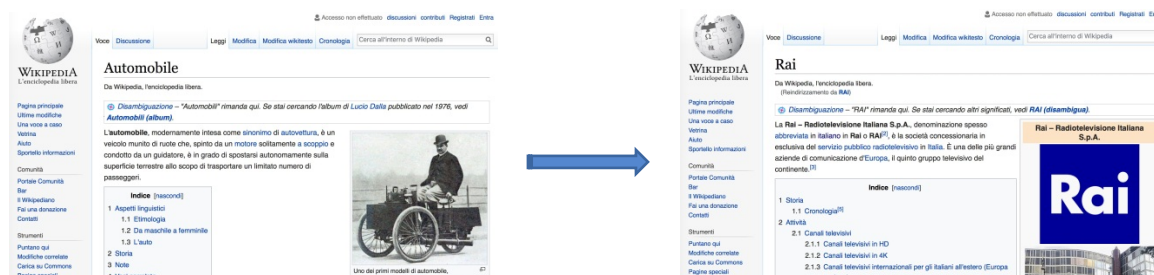 Accesso non effettuato discussioni contributi Registrati Entra
Voce Discussione Leggi Modifica Modifica wikitesto Cronologia Cerca all'interno di Wikipedia
WIKIPEDIA
L'enciclopedia libera
Automobile
Da Wikipedia, l'enciclopedia libera.
Disambiguazione – "Automobili" rimanda qui. Se stai cercando l'album di Lucio Dalla pubblicato nel 1976, vedi
Automobili (album).
L'automobile, modernamente intesa come sinonimo di autovettura, è un
veicolo munito di ruote che, spinto da un motore solitamente a scoppio e
condotto da un guidatore, è in grado di spostarsi autonomamente sulla
superficie terrestre allo scopo di trasportare un limitato numero di
passeggeri.
Pagina principale
Ultime modifiche
Una voce a caso
Vetrina
Aiuto
Sportello informazioni
Comunità
Portale Comunità
Bar
Il Wikipediano
Fai una donazione
Contatti
Strumenti
Puntano qui
Modifiche correlate
Carica su Commons
Indice [nascondi]
1 Aspetti linguistici
1.1 Etimologia
1.2 Da maschile a femminile
1.3 L'auto
2 Storia
3 Note
Uno dei primi modelli di automobile,
Accesso non effettuato discussioni contributi Registrati
Voce Discussione Leggi Modifica Modifica wikitesto Cronologia Cerca all'interno di Wikipedia
WIKIPEDIA
L'enciclopedia libera
Rai
Da Wikipedia, l'enciclopedia libera.
(Reindirizzamento da RAI)
Disambiguazione – "RAI" rimanda qui. Se stai cercando altri significati, vedi RAI (disambigua).
La Rai – Radiotelevisione Italiana S.p.A., denominazione spesso
abbreviata in italiano in Rai o RAI[2], è la società concessionaria in
esclusiva del servizio pubblico radiotelevisivo in Italia. È una delle più grandi
aziende di comunicazione d'Europa, il quinto gruppo televisivo del
continente.[3]
Pagina principale
Ultime modifiche
Una voce a caso
Vetrina
Aiuto
Sportello informazioni
Comunità
Portale Comunità
Bar
Il Wikipediano
Fai una donazione
Contatti
Strumenti
Puntano qui
Modifiche correlate
Carica su Commons
Pagine speciali
Indice [nascondi]
1 Storia
1.1 Cronologia[5]
2 Attività
2.1 Canali televisivi
2.1.1 Canali televisivi in HD
2.1.2 Canali televisivi in 4K
2.1.3 Canali televisivi internazionali per gli italiani all'estero (Europa
Rai – Radiotelevisione Italiana
S.p.A.
Rai